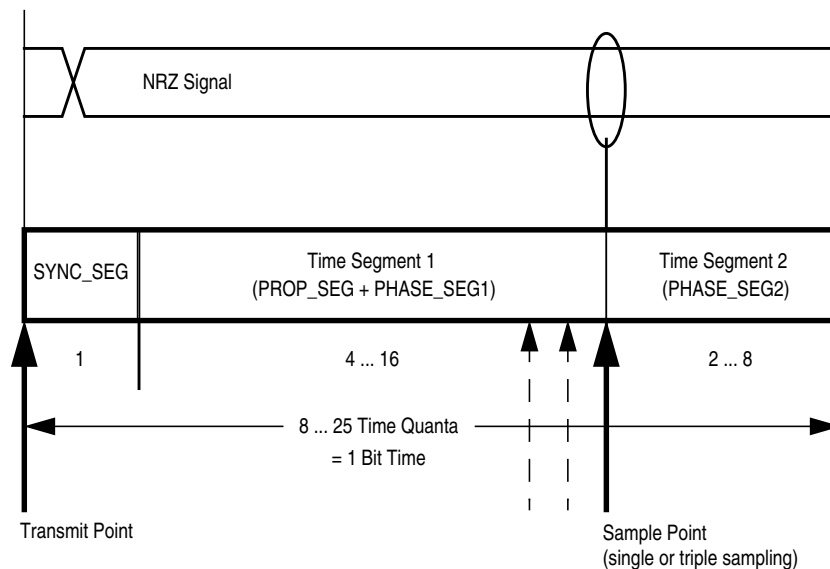 NRZ Signal
SYNC_SEG
Time Segment 1
(PROP_SEG + PHASE_SEG1)
Time Segment 2
(PHASE_SEG2)
1
4 ... 16
2 ... 8
8 ... 25 Time Quanta
= 1 Bit Time
Transmit Point
Sample Point
(single or triple sampling)